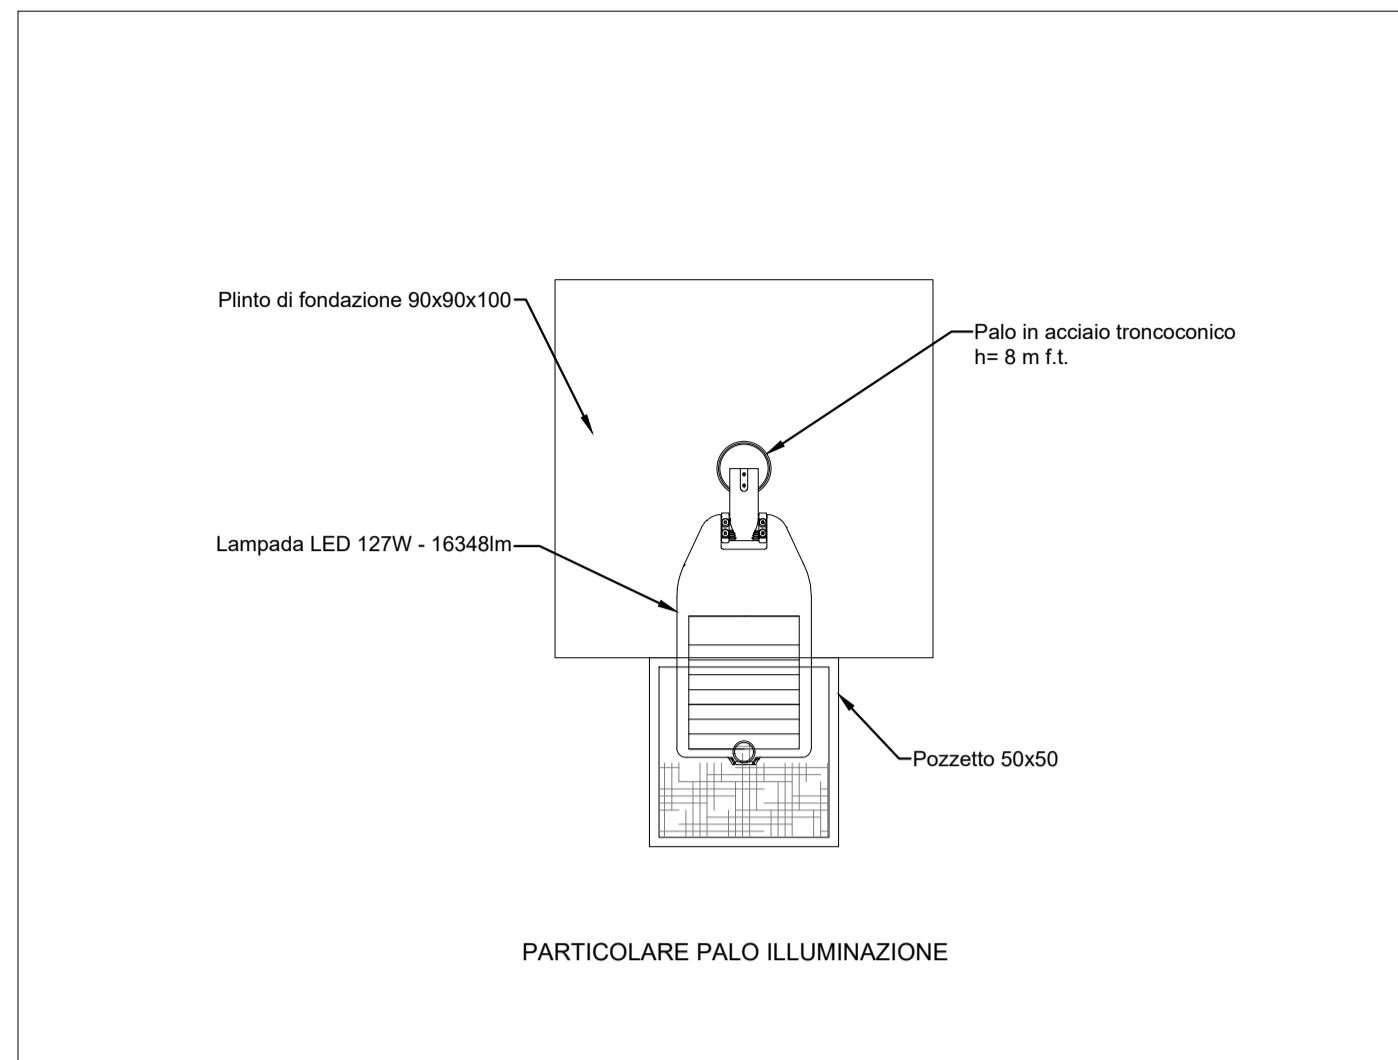 Plinto di fondazione 90x90x100
Palo in acciaio troncoconico
h= 8 m f.t.
Lampada LED 127W - 16348lm
Pozzetto 50x50
PARTICOLARE PALO ILLUMINAZIONE